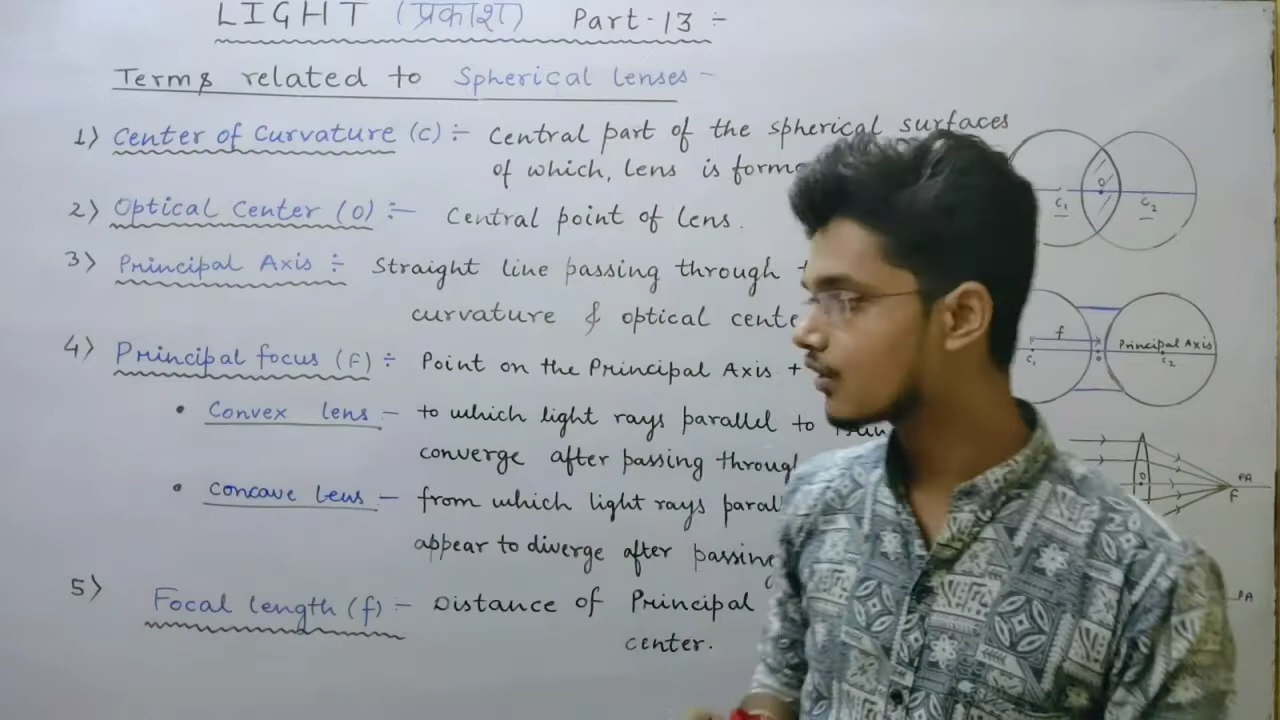 LIGHT (प्रकाश) Part-13 ÷
Terms related to Spherical lenses -
1) Center of Curvature (C) ÷ Central part of the spherical surfaces
of which, Lens is
2) Optical Center (O) :- Central point of Lens.
3) Principal Axis ÷ Straight line passing through
curvature & optical
4) Principal focus (F) ÷ Point on the Principal Axis
• Convex lens - to which light rays parallel to
converge after passing through
• Concave lens - from which light rays
appear to diverge after passing
5) Focal length (f) - Distance of Principal
center.
O
C₁
C₂
f
Principal Axis
C₁
O
C₂
O
PA
F
PA